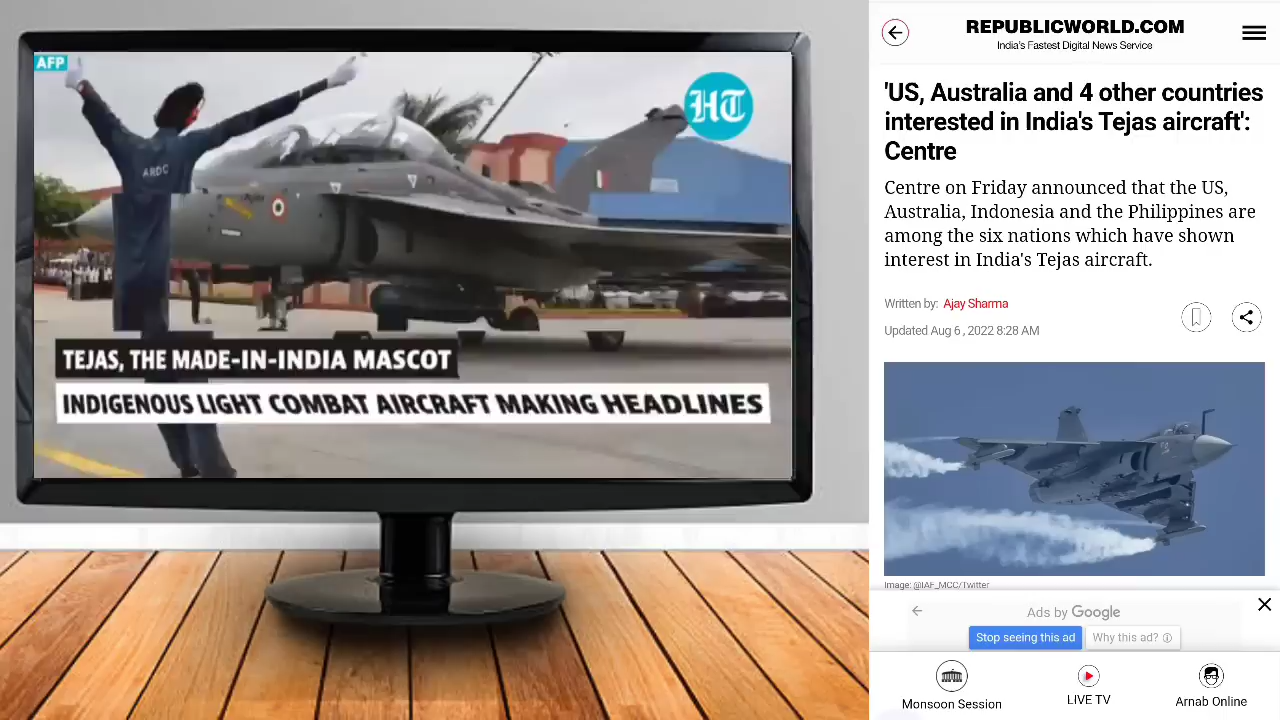 AFP
HT
ARDC
TEJAS, THE MADE-IN-INDIA MASCOT
INDIGENOUS LIGHT COMBAT AIRCRAFT MAKING HEADLINES
REPUBLICWORLD.COM
India's Fastest Digital News Service
'US, Australia and 4 other countries
interested in India's Tejas aircraft':
Centre
Centre on Friday announced that the US,
Australia, Indonesia and the Philippines are
among the six nations which have shown
interest in India's Tejas aircraft.
Written by: Ajay Sharma
Updated Aug 6, 2022 8:28 AM
Image: @IAF_MCC/Twitter
Ads by Google
Stop seeing this ad
Why this ad?
Monsoon Session
LIVE TV
Arnab Online